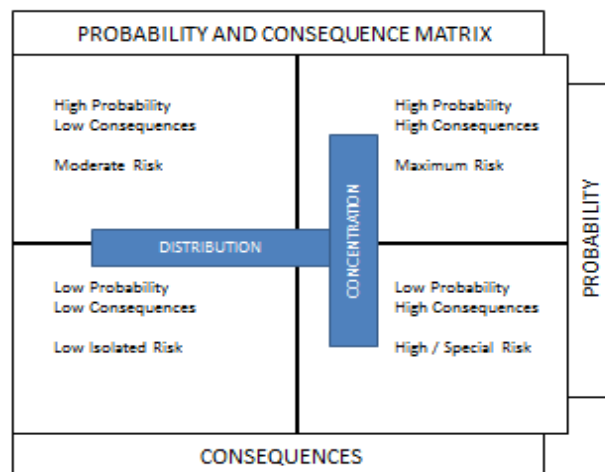 PROBABILITY AND CONSEQUENCE MATRIX
High Probability
Low Consequences
Moderate Risk
High Probability
High Consequences
Maximum Risk
DISTRIBUTION
CONCENTRATION
PROBABILITY
Low Probability
Low Consequences
Low Isolated Risk
Low Probability
High Consequences
High / Special Risk
CONSEQUENCES